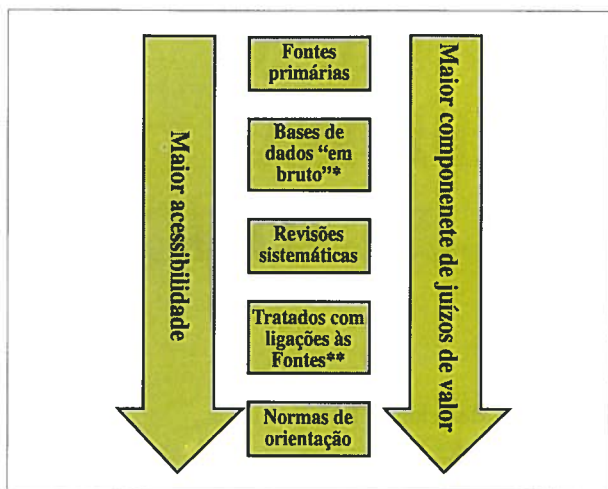 Maior acessibilidade
Fontes
primárias
Bases de
dados "em
bruto"*
Revisões
sistemáticas
Tratados com
ligações às
Fontes**
Normas de
orientação
Maior componenete de juízos de valor